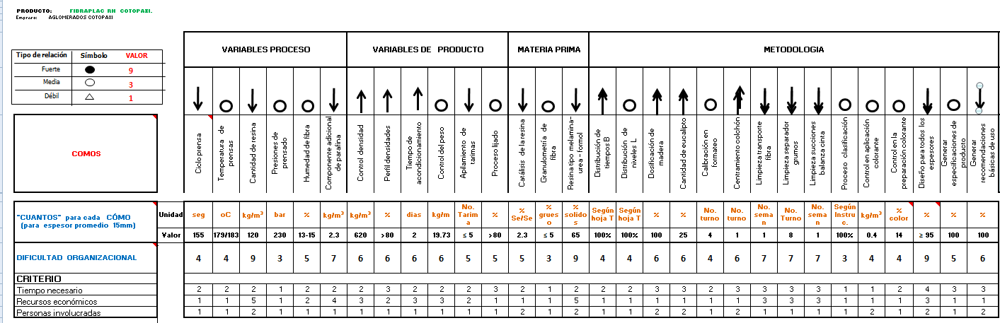 PRODUCTO: FIBRAPLAC RH COTOPAXI.
Empresa: AGLOMERADOS COTOPAXI
Tipo de relación Símbolo VALOR
Fuerte 9
Media 3
Débil 1
VARIABLES PROCESO VARIABLES DE PRODUCTO MATERIA PRIMA METODOLOGIA
COMOS
Ciclo prensa
Temperatura de
prensas
Cantidad de resina
Presiones de
prensado
Humedad de fibra
Componente adicional
de parafina
Control densidad
Perfil densidades
Tiempo de
acondicionamiento
Control del peso
Apilamiento de
tarimas
Proceso lijado
Catálisis de la resina
Granulometría de
fibra
Resina tipo melamina-
urea – formol
Distribución de
tiempos B
Distribución de
niveles L
Dosificación de
madera
Cantidad de eucalipto
Calibración en
formateo
Centramiento colchón
Limpieza transporte
fibra
Limpieza separador
grumos
Limpieza succiones
balanza cinta
Proceso clasificación
Control en aplicación
colorante
Control en la
preparación colorante
Diseño para todos los
espesores
Generar
especificaciones de
producto
Generar
recomendaciones
básicas de uso
"CUANTOS" para cada CÓMO
(para espesor promedio 15mm)
Unidad seg oC kg/m³ bar % kg/m³ kg/m³ % dias kg/m No. Tarima % % Se/Se % grueso % solidos Según hoja T Según hoja T % % No. turno No. turno No. seman No. Turno No. seman Según Instruc. kg/m³ % color % % %
Valor 155 179/183 120 230 13-15 2.3 620 >80 2 19.73 ≤ 5 >80 2.3 ≤ 5 65 100% 100% 100 25 4 1 1 8 1 100% 0.4 14 ≥ 95 100 100
DIFICULTAD ORGANIZACIONAL 4 4 9 3 5 7 6 6 6 6 5 5 5 3 9 4 4 6 6 4 6 7 7 7 3 4 4 9 5 6
CRITERIO
Tiempo necesario 2 2 2 1 2 2 2 3 2 2 2 3 2 1 2 2 2 3 3 2 3 3 3 3 1 1 2 4 3 3
Recursos económicos 1 1 5 1 2 4 3 2 3 3 2 1 1 1 5 1 1 1 1 1 1 3 3 3 1 1 1 3 1 1
Personas involucradas 1 1 2 1 1 1 1 1 1 1 1 1 2 1 2 1 1 2 2 1 2 1 1 1 1 2 1 2 1 2